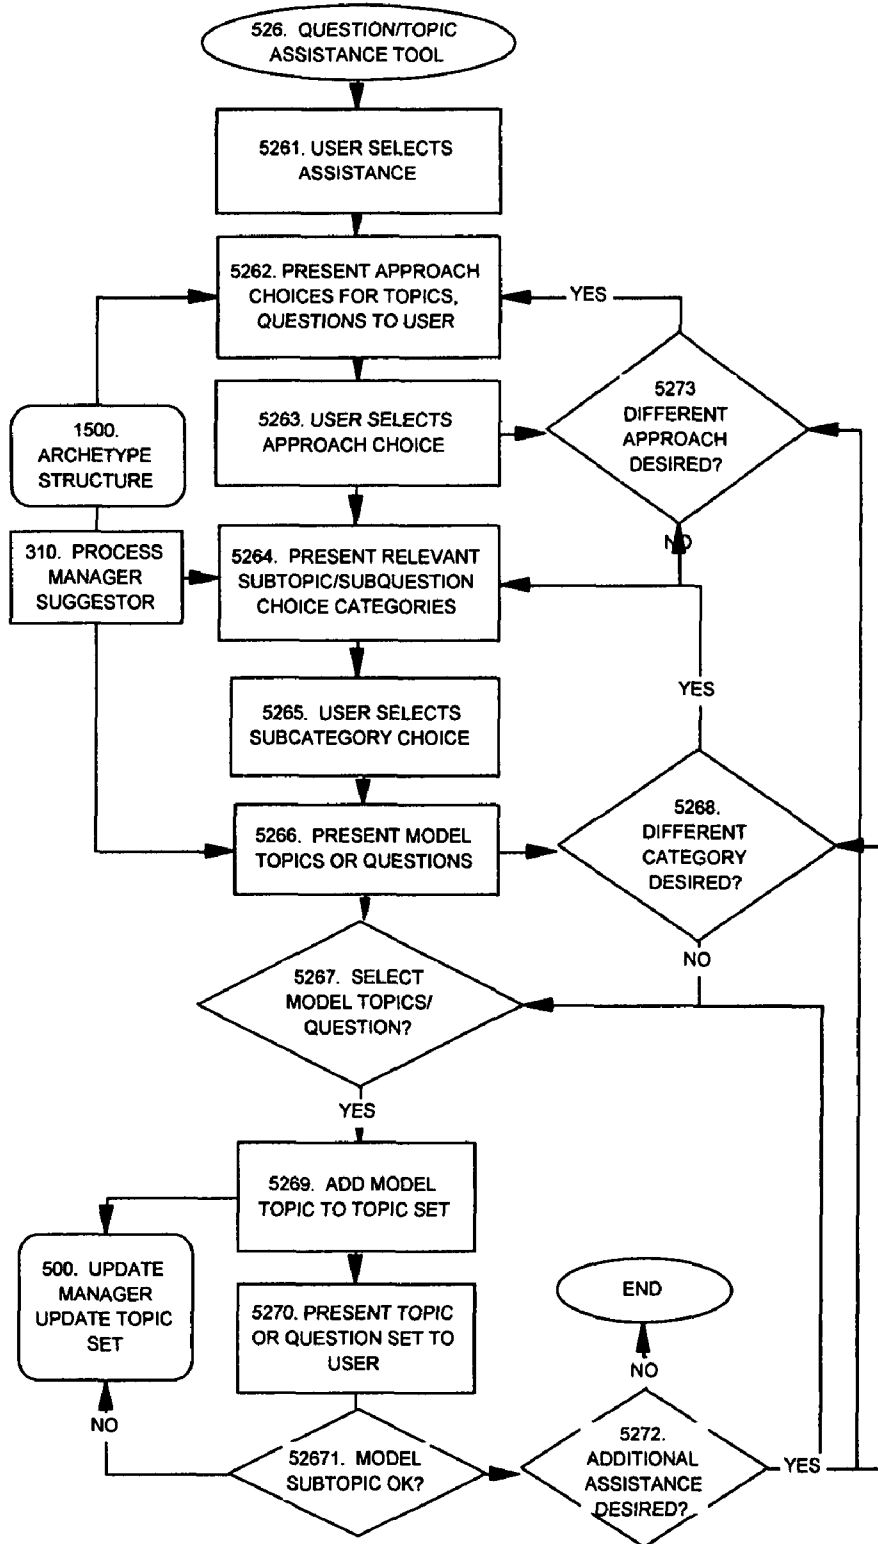 526. QUESTION/TOPIC
ASSISTANCE TOOL
5261. USER SELECTS
ASSISTANCE
5262. PRESENT APPROACH
CHOICES FOR TOPICS,
QUESTIONS TO USER
YES
5273
DIFFERENT
APPROACH
DESIRED?
5263. USER SELECTS
APPROACH CHOICE
1500.
ARCHETYPE
STRUCTURE
NO
310. PROCESS
MANAGER
SUGGESTOR
5264. PRESENT RELEVANT
SUBTOPIC/SUBQUESTION
CHOICE CATEGORIES
YES
5265. USER SELECTS
SUBCATEGORY CHOICE
5266. PRESENT MODEL
TOPICS OR QUESTIONS
5268.
DIFFERENT
CATEGORY
DESIRED?
NO
5267. SELECT
MODEL TOPICS/
QUESTION?
YES
5269. ADD MODEL
TOPIC TO TOPIC SET
500. UPDATE
MANAGER
UPDATE TOPIC
SET
5270. PRESENT TOPIC
OR QUESTION SET TO
USER
END
NO
NO
52671. MODEL
SUBTOPIC OK?
5272.
ADDITIONAL
ASSISTANCE
DESIRED?
YES